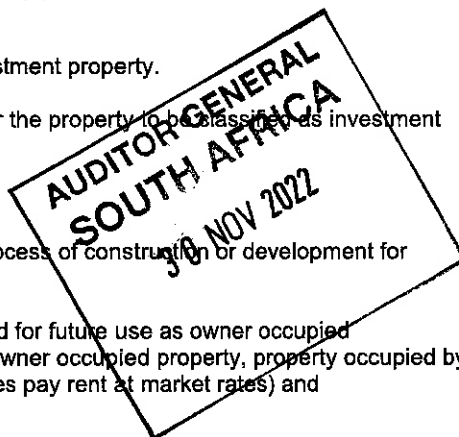 stment property.
r the property to be classified as investment
AUDITOR GENERAL
SOUTH AFRICA
30 NOV 2022
ocess of construction or development for
d for future use as owner occupied
wner occupied property, property occupied by
es pay rent at market rates) and